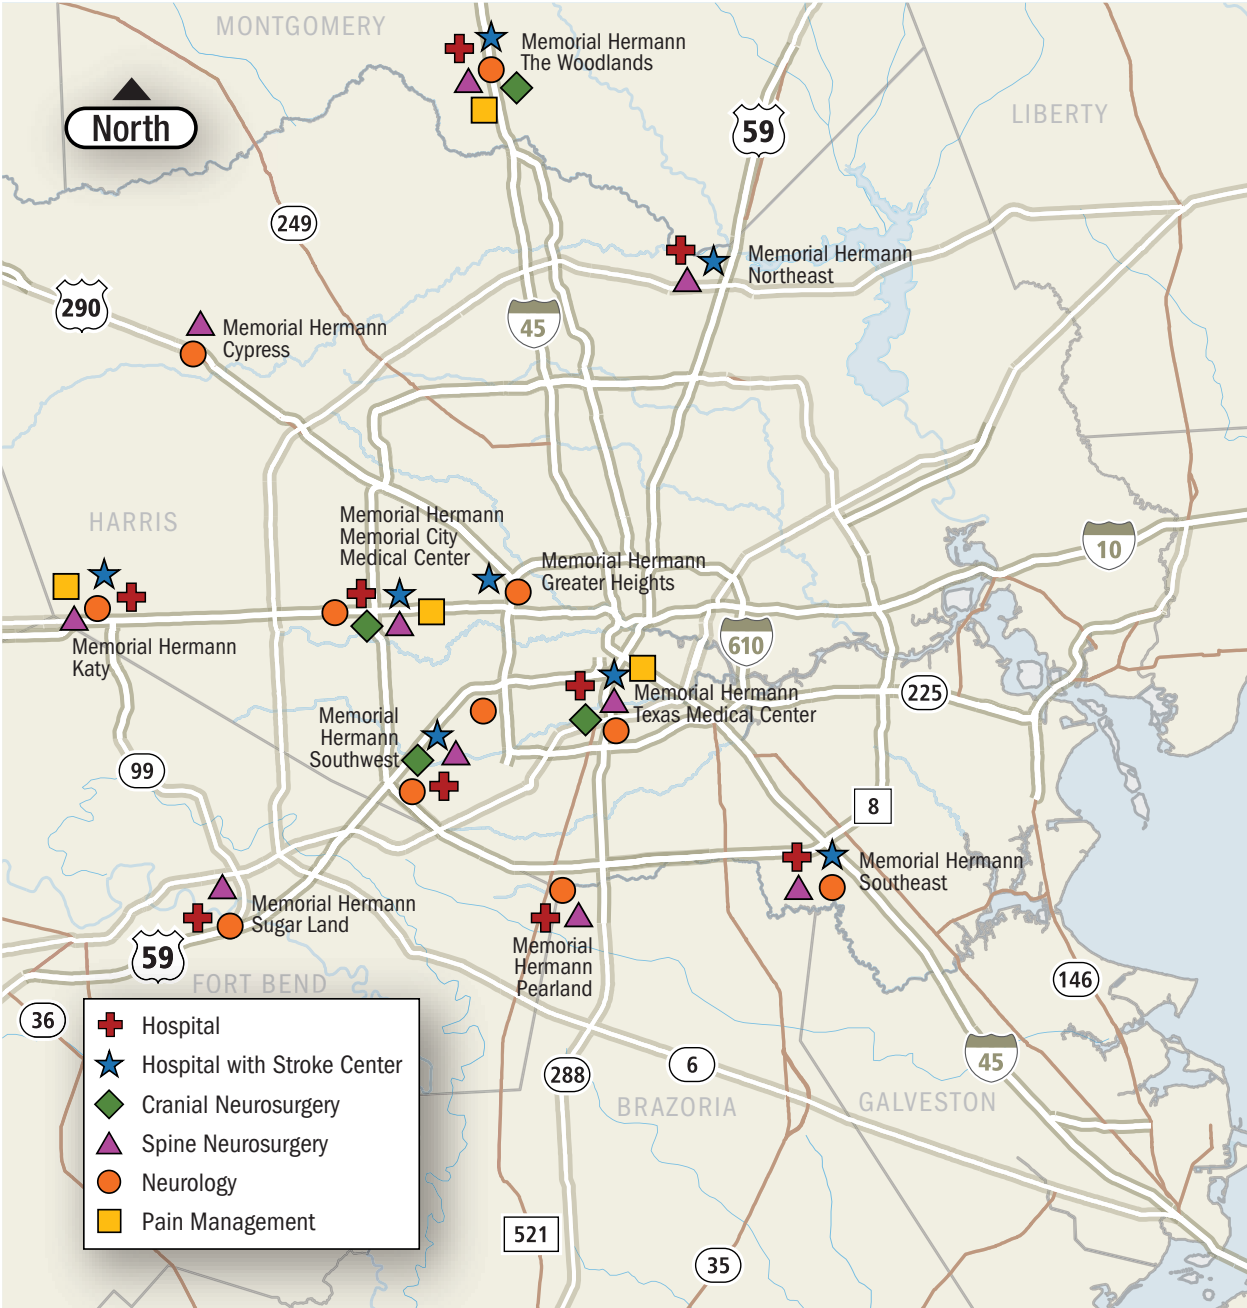 MONTGOMERY
Memorial Hermann
The Woodlands
North
59
LIBERTY
249
Memorial Hermann
Northeast
290
45
Memorial Hermann
Cypress
HARRIS
Memorial Hermann
Memorial City
Medical Center
10
Memorial Hermann
Greater Heights
610
Memorial Hermann
Katy
225
Memorial Hermann
Texas Medical Center
Memorial
Hermann
Southwest
99
8
Memorial Hermann
Southeast
Memorial Hermann
Sugar Land
59
Memorial
Hermann
Pearland
FORT BEND
146
36
Hospital
Hospital with Stroke Center
Cranial Neurosurgery
Spine Neurosurgery
Neurology
Pain Management
45
6
288
BRAZORIA
GALVESTON
521
35